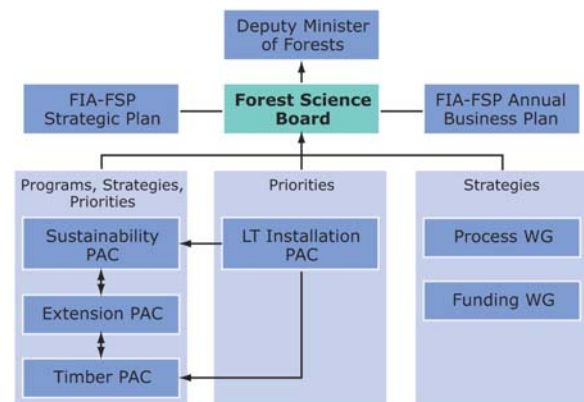 Deputy Minister
of Forests
FIA-FSP
Strategic Plan
Forest Science
Board
FIA-FSP Annual
Business Plan
Programs, Strategies,
Priorities
Priorities
Strategies
Sustainability
PAC
LT Installation
PAC
Process WG
Extension PAC
Funding WG
Timber PAC